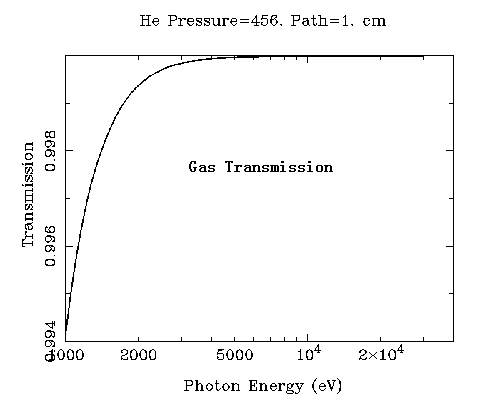 He Pressure=456. Path=1. cm
Transmission
0.998
0.996
0.994
Gas Transmission
1000 2000 5000 10⁴ 2×10⁴
Photon Energy (eV)